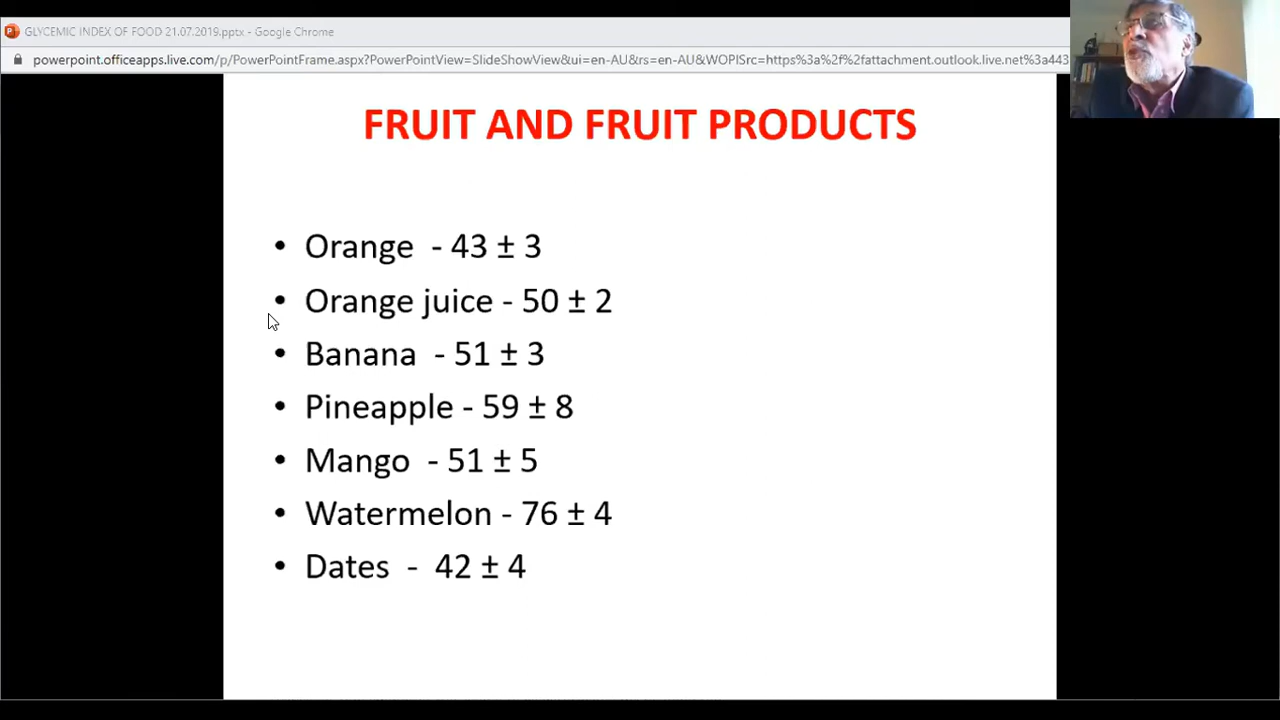 GLYCEMIC INDEX OF FOOD 21.07.2019.pptx - Google Chrome
powerpoint.officeapps.live.com/p/PowerPointFrame.aspx?PowerPointView=SlideShowView&ui=en-AU&rs=en-AU&WOPISrc=https%3a%2f%2fattachment.outlook.live.net%3a443
FRUIT AND FRUIT PRODUCTS
• Orange - 43 ± 3
• Orange juice - 50 ± 2
• Banana - 51 ± 3
• Pineapple - 59 ± 8
• Mango - 51 ± 5
• Watermelon - 76 ± 4
• Dates - 42 ± 4